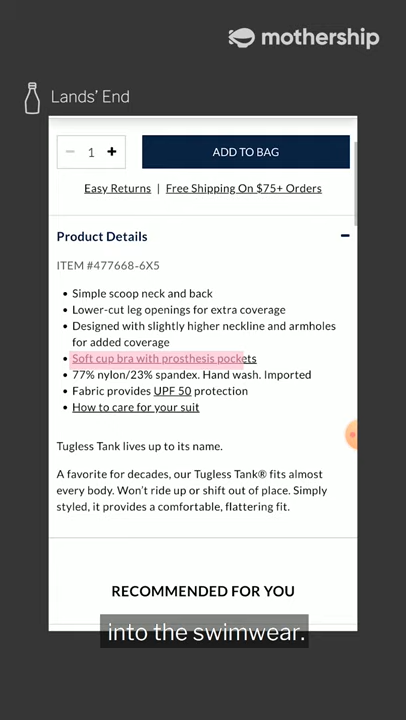 mothership
Lands' End
− 1 +
ADD TO BAG
Easy Returns | Free Shipping On $75+ Orders
Product Details
ITEM #477668-6X5
• Simple scoop neck and back
• Lower-cut leg openings for extra coverage
• Designed with slightly higher neckline and armholes
for added coverage
• Soft cup bra with prosthesis pockets
• 77% nylon/23% spandex. Hand wash. Imported
• Fabric provides UPF 50 protection
• How to care for your suit
Tugless Tank lives up to its name.
A favorite for decades, our Tugless Tank® fits almost
every body. Won't ride up or shift out of place. Simply
styled, it provides a comfortable, flattering fit.
RECOMMENDED FOR YOU
into the swimwear.